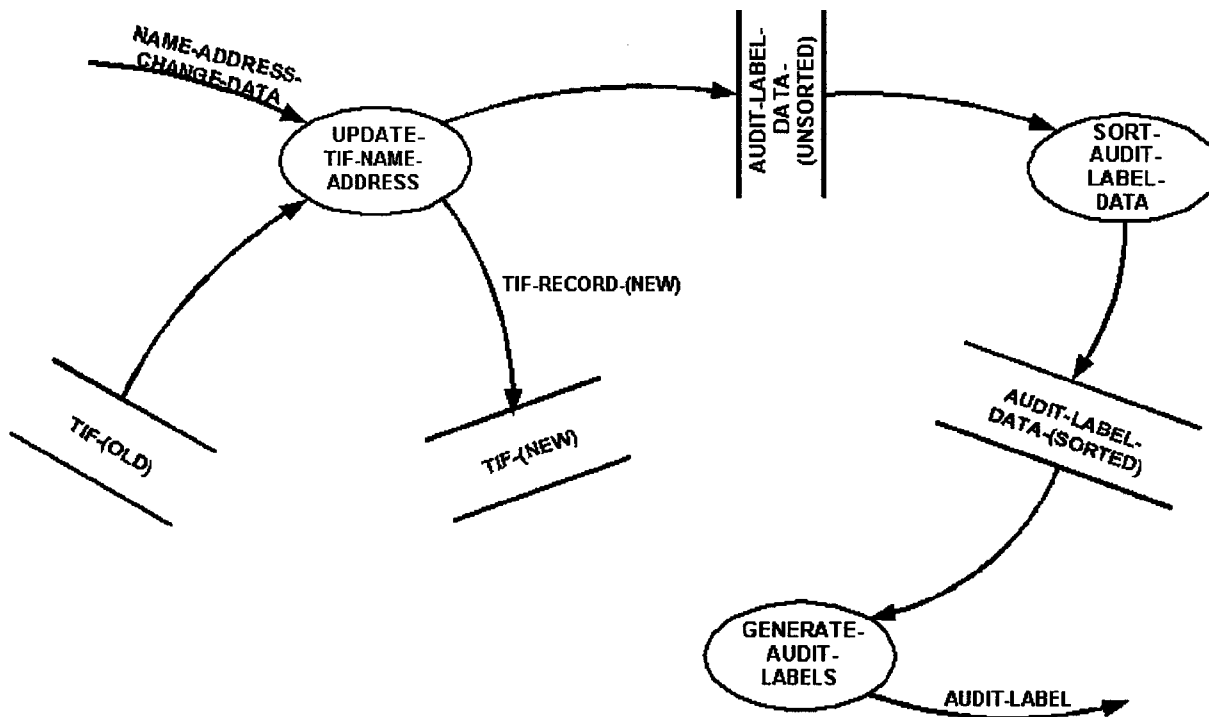 NAME-ADDRESS-
CHANGE-DATA
UPDATE-
TIF-NAME-
ADDRESS
AUDIT-LABEL-
DATA-
(UNSORTED)
SORT-
AUDIT-
LABEL-
DATA
TIF-RECORD-(NEW)
TIF-(OLD)
TIF-(NEW)
AUDIT-LABEL-
DATA-(SORTED)
GENERATE-
AUDIT-
LABELS
AUDIT-LABEL